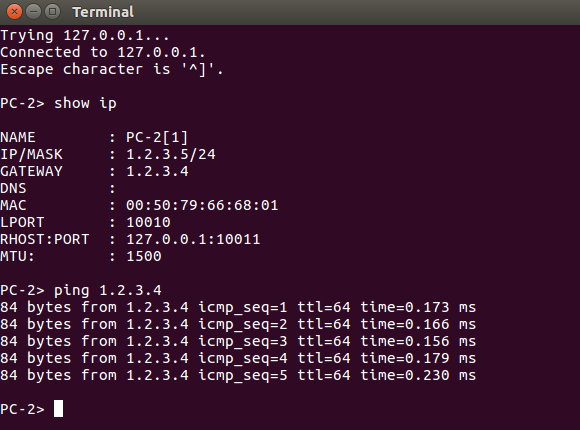 Terminal
Trying 127.0.0.1...
Connected to 127.0.0.1.
Escape character is '^]'.
PC-2> show ip
NAME        : PC-2[1]
IP/MASK     : 1.2.3.5/24
GATEWAY     : 1.2.3.4
DNS         :
MAC         : 00:50:79:66:68:01
LPORT       : 10010
RHOST:PORT  : 127.0.0.1:10011
MTU:        : 1500
PC-2> ping 1.2.3.4
84 bytes from 1.2.3.4 icmp_seq=1 ttl=64 time=0.173 ms
84 bytes from 1.2.3.4 icmp_seq=2 ttl=64 time=0.166 ms
84 bytes from 1.2.3.4 icmp_seq=3 ttl=64 time=0.156 ms
84 bytes from 1.2.3.4 icmp_seq=4 ttl=64 time=0.179 ms
84 bytes from 1.2.3.4 icmp_seq=5 ttl=64 time=0.230 ms
PC-2>